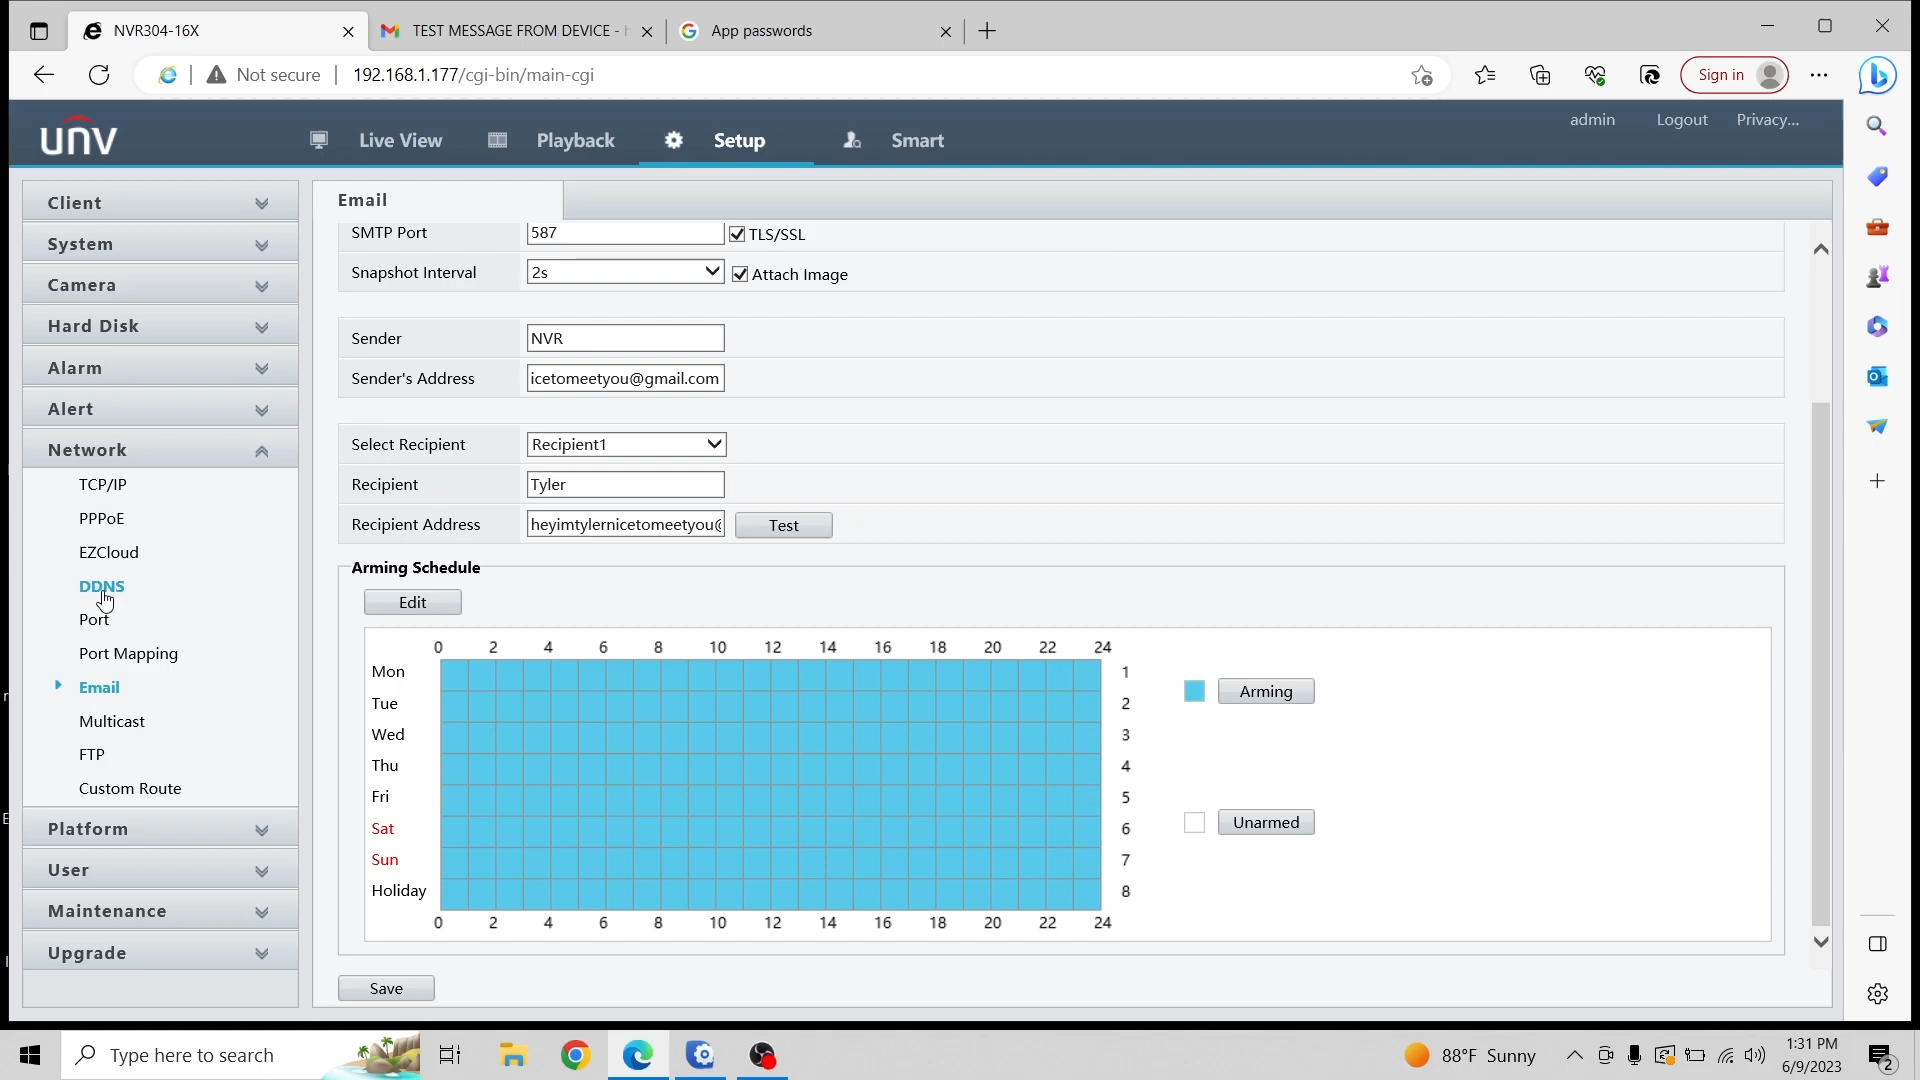 NVR304-16X
TEST MESSAGE FROM DEVICE -
App passwords
Not secure
192.168.1.177/cgi-bin/main-cgi
Sign in
unv
Live View
Playback
Setup
Smart
admin
Logout
Privacy...
Client
System
Camera
Hard Disk
Alarm
Alert
Network
TCP/IP
PPPoE
EZCloud
DDNS
Port
Port Mapping
Email
Multicast
FTP
Custom Route
Platform
User
Maintenance
Upgrade
Email
SMTP Port 587 TLS/SSL
Snapshot Interval 2s Attach Image
Sender NVR
Sender's Address icetomeetyou@gmail.com
Select Recipient Recipient1
Recipient Tyler
Recipient Address heyimtylernicetomeetyou@ Test
Arming Schedule
Edit
0 2 4 6 8 10 12 14 16 18 20 22 24
Mon 1
Tue 2
Wed 3
Thu 4
Fri 5
Sat 6
Sun 7
Holiday 8
0 2 4 6 8 10 12 14 16 18 20 22 24
Arming
Unarmed
Save
Type here to search
88°F Sunny
1:31 PM
6/9/2023
2